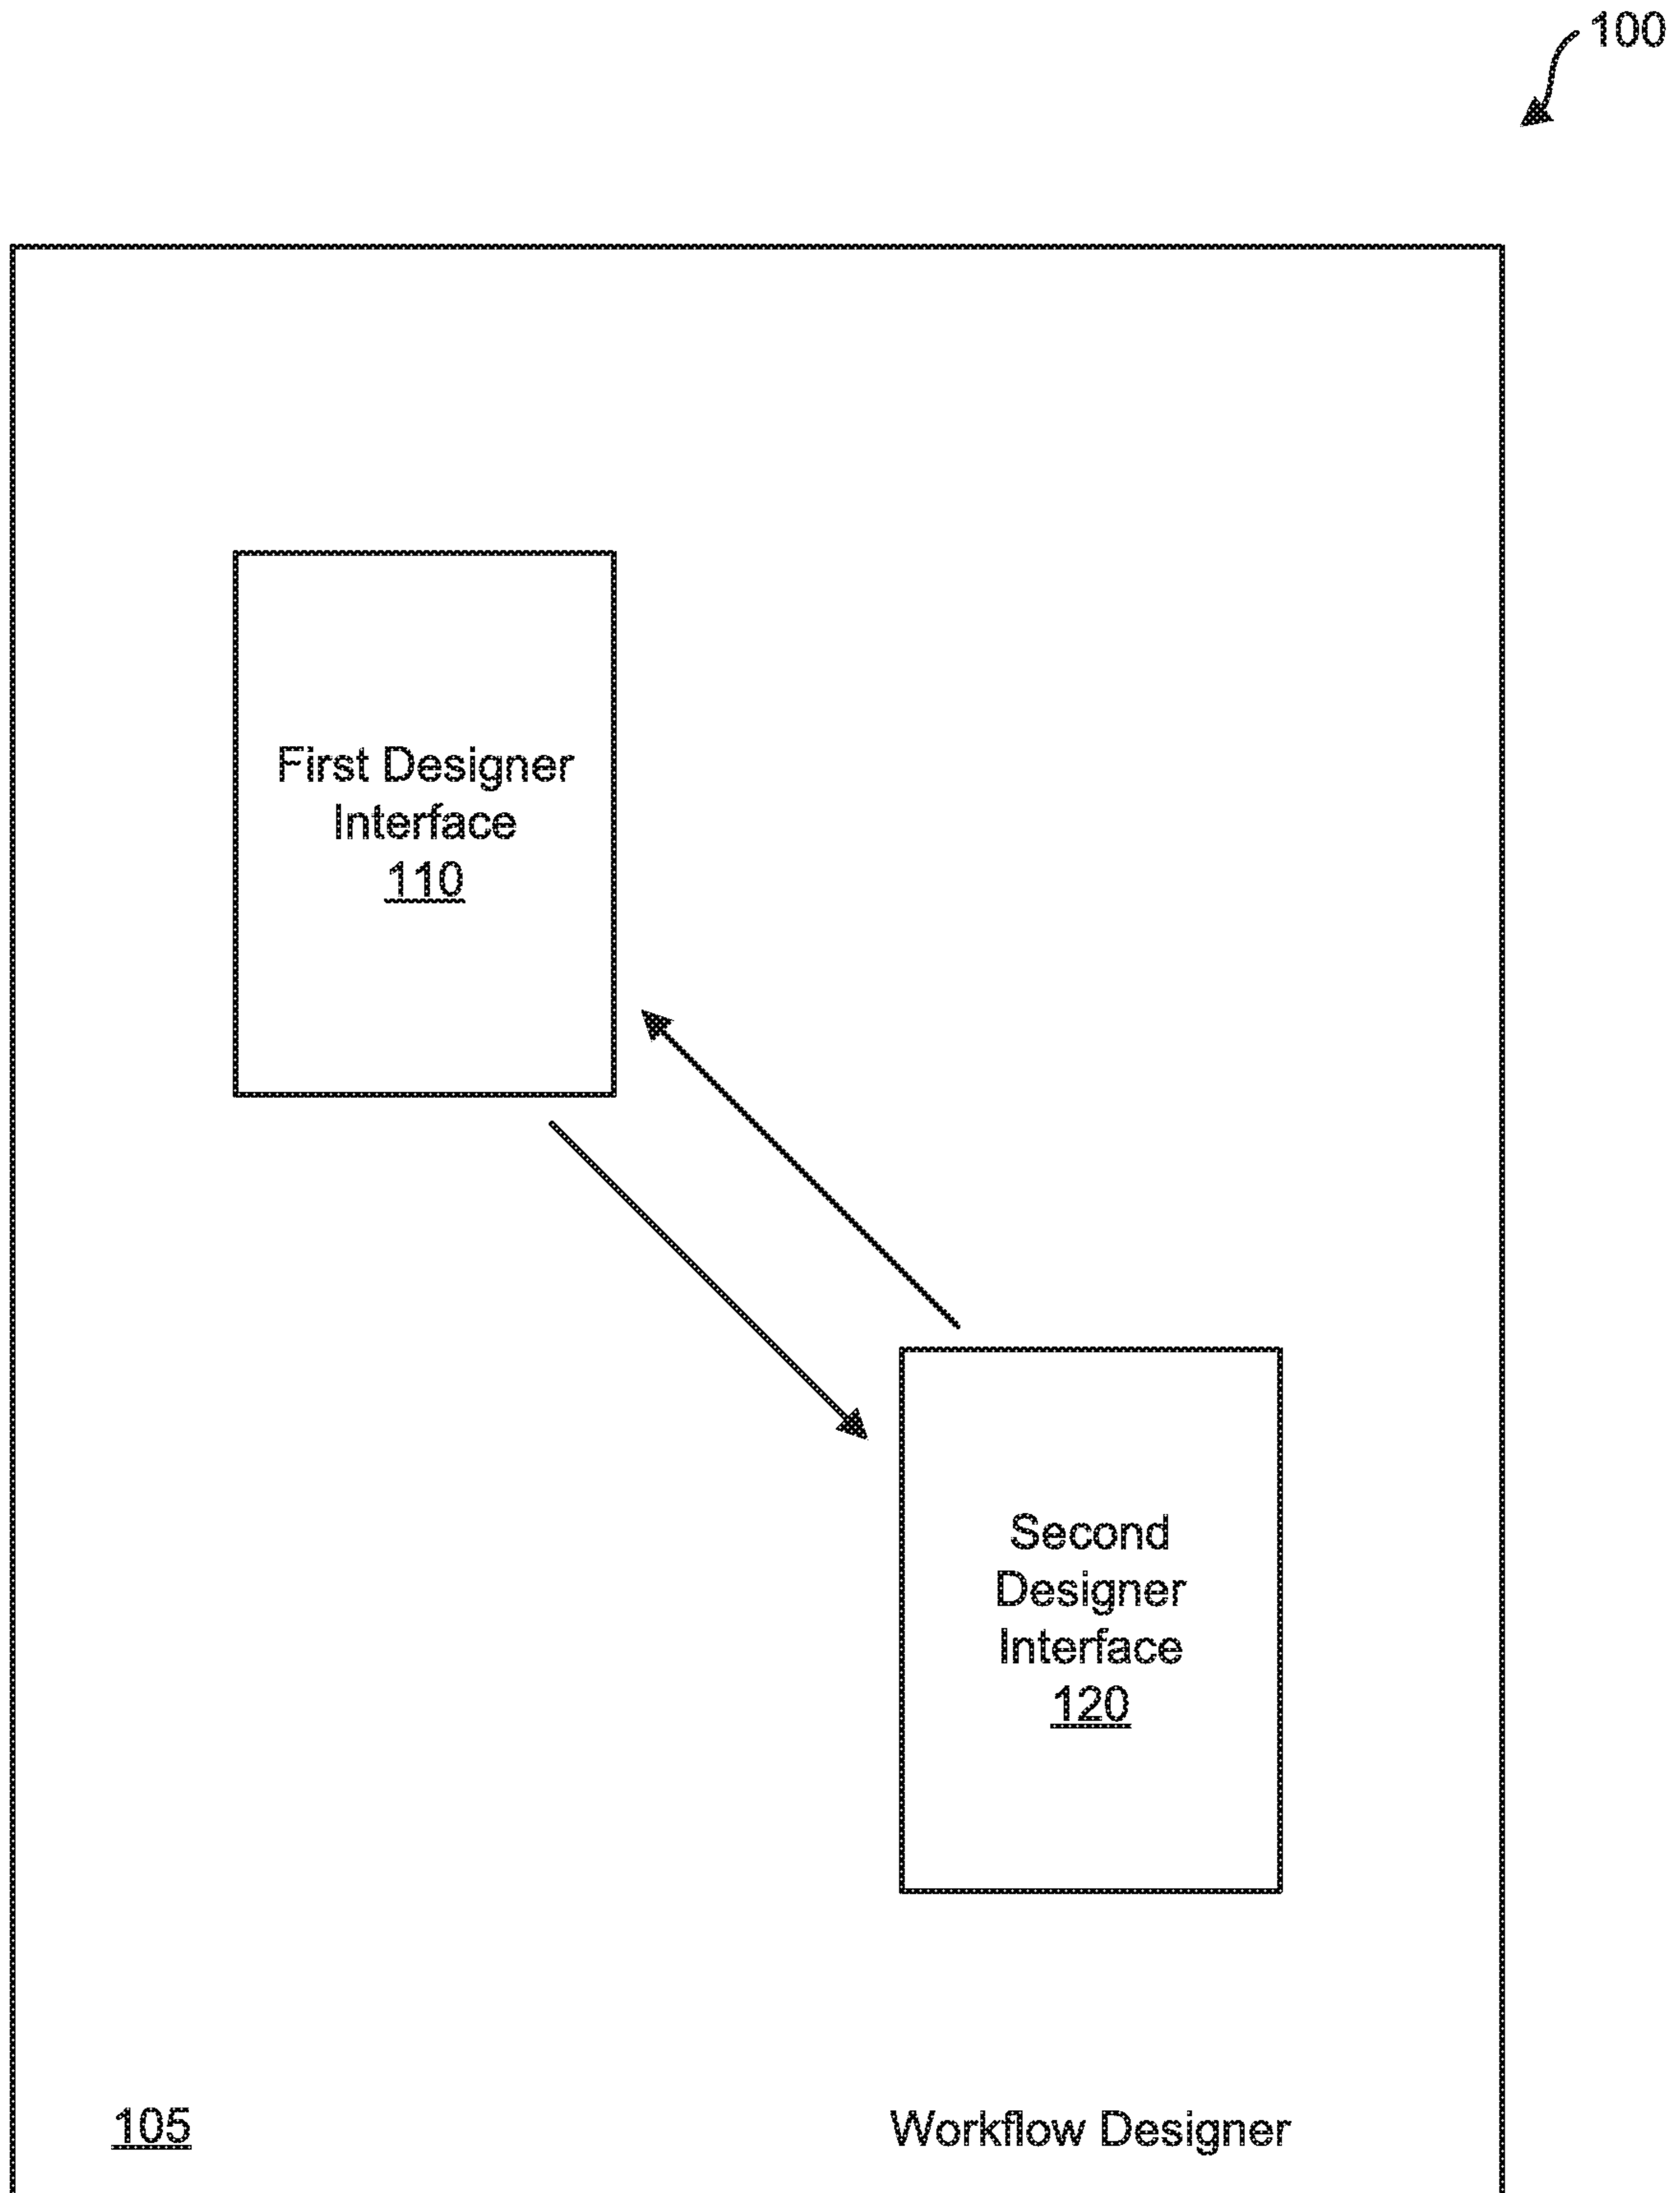 100
First Designer
Interface
110
Second
Designer
Interface
120
105
Workflow Designer